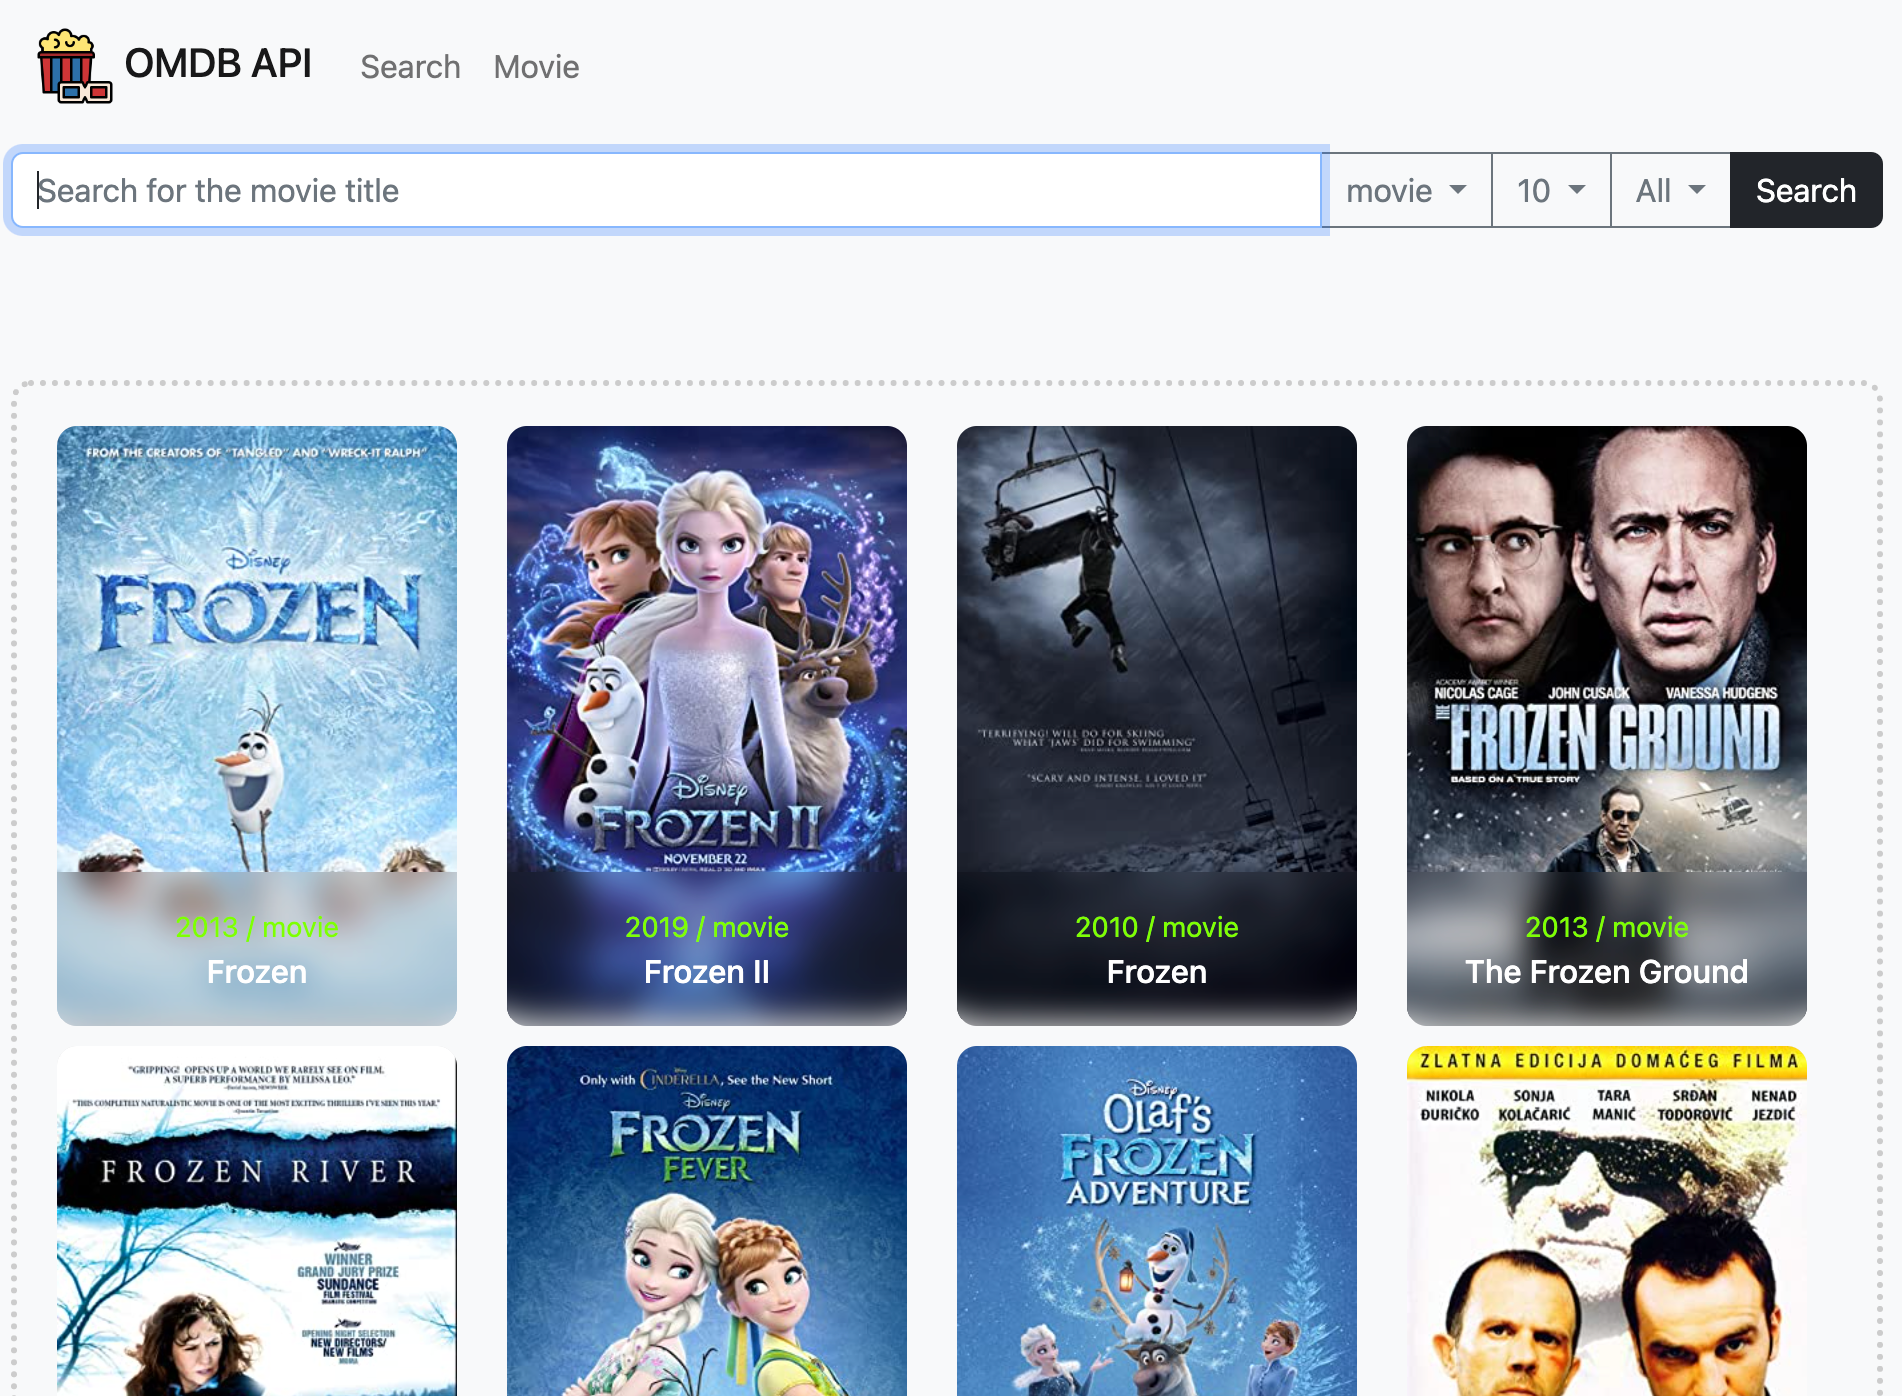 OMDB API
Search
Movie
Search for the movie title
movie
10
All
Search
FROM THE CREATORS OF "TANGLED" AND "WRECK-IT RALPH"
DISNEY
FROZEN
2013 / movie
Frozen
DISNEY
FROZEN II
NOVEMBER 22
2019 / movie
Frozen II
"TERRIFYING! WILL DO FOR SKIING
WHAT 'JAWS' DID FOR SWIMMING"
"SCARY AND INTENSE, I LOVED IT"
2010 / movie
Frozen
ACADEMY AWARD WINNER
NICOLAS CAGE JOHN CUSACK VANESSA HUDGENS
THE FROZEN GROUND
BASED ON A TRUE STORY
2013 / movie
The Frozen Ground
"GRIPPING! OPENS UP A WORLD WE RARELY SEE ON FILM.
A SUPERB PERFORMANCE BY MELISSA LEO."
"THIS COMPLETELY NATURALISTIC MOVIE IS ONE OF THE MOST EXCITING THRILLERS I'VE SEEN THIS YEAR."
-Quentin Tarantino
FROZEN RIVER
WINNER
GRAND JURY PRIZE
SUNDANCE
FILM FESTIVAL
DRAMATIC COMPETITION
OPENING NIGHT SELECTION
NEW DIRECTORS/
NEW FILMS
Only with CINDERELLA, See the New Short
DISNEY
FROZEN
FEVER
DISNEY
OLAF'S
FROZEN
ADVENTURE
ZLATNA EDICIJA DOMAĆEG FILMA
NIKOLA SONJA TARA SRĐAN NENAD
ĐURIČKO KOLAČARIĆ MANIĆ TODOROVIĆ JEZDIĆ